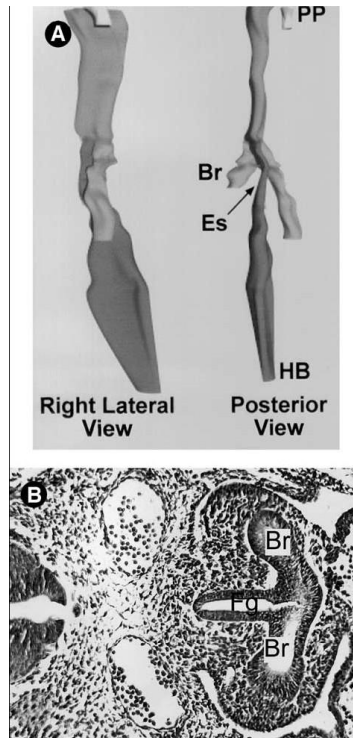 A
PP
Br
Es
HB
Right Lateral
View
Posterior
View
B
Br
Fg
Br